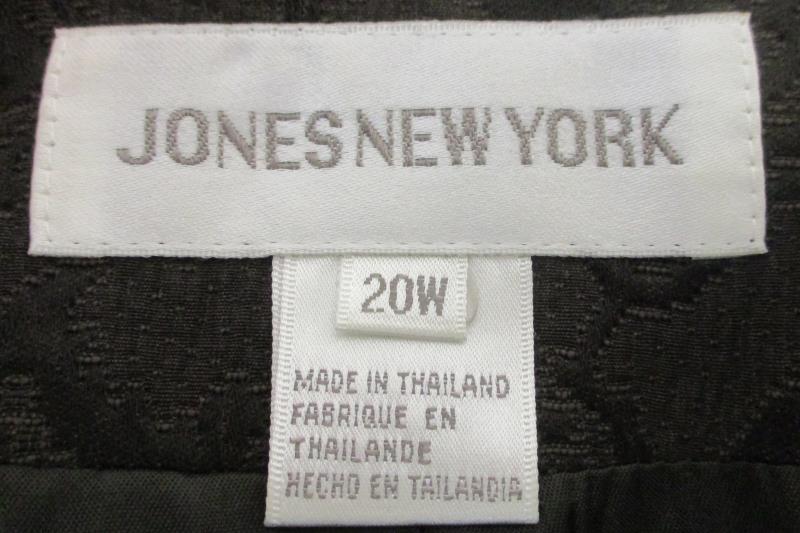 JONES NEW YORK
20W
MADE IN THAILAND
FABRIQUE EN
THAILANDE
HECHO EN TAILANDIA